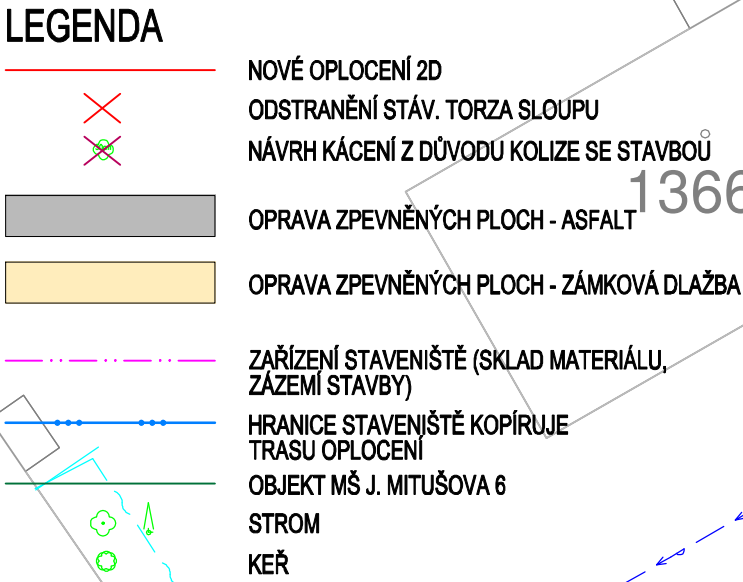 LEGENDA
NOVÉ OPLOCENÍ 2D
ODSTRANĚNÍ STÁV. TORZA SLOUPU
NÁVRH KÁCENÍ Z DŮVODU KOLIZE SE STAVBOU
1366
OPRAVA ZPEVNĚNÝCH PLOCH - ASFALT
OPRAVA ZPEVNĚNÝCH PLOCH - ZÁMKOVÁ DLAŽBA
ZAŘÍZENÍ STAVENIŠTĚ (SKLAD MATERIÁLU,
ZÁZEMÍ STAVBY)
HRANICE STAVENIŠTĚ KOPÍRUJE
TRASU OPLOCENÍ
OBJEKT MŠ J. MITUŠOVA 6
STROM
KEŘ